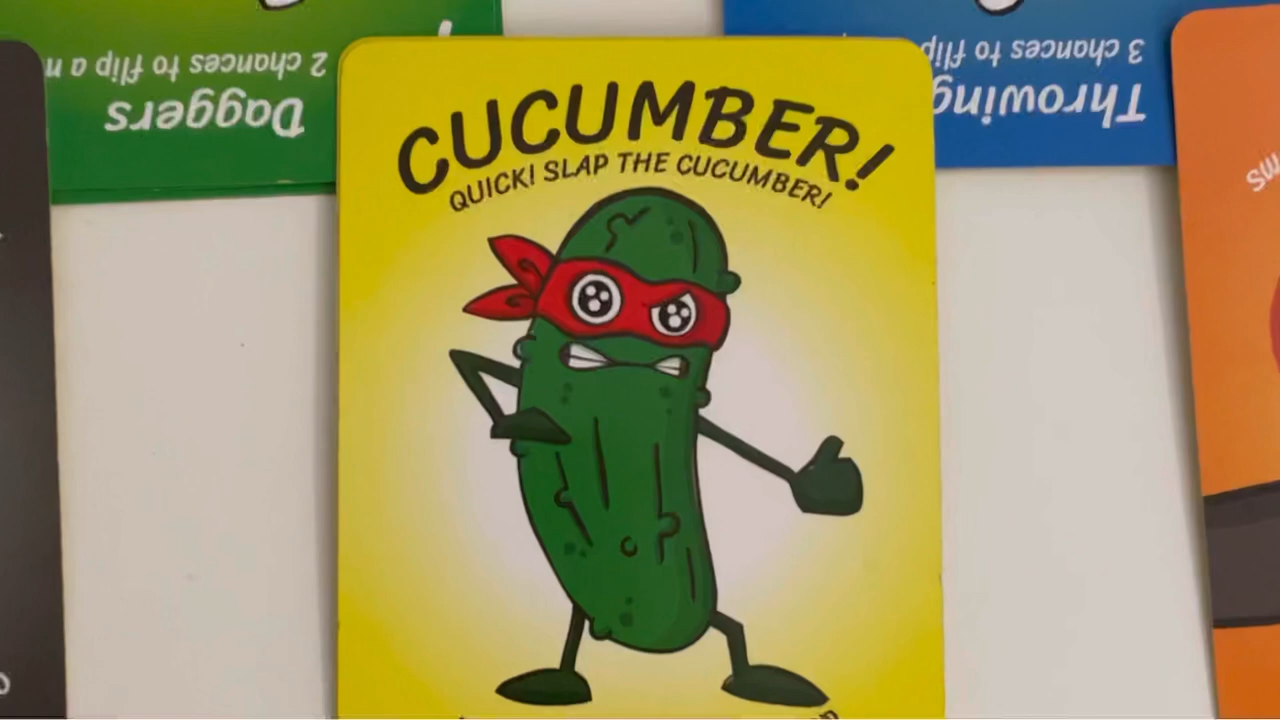 CUCUMBER!
QUICK! SLAP THE CUCUMBER!
Daggers
2 chances to flip a
Throwing
3 chances to flip